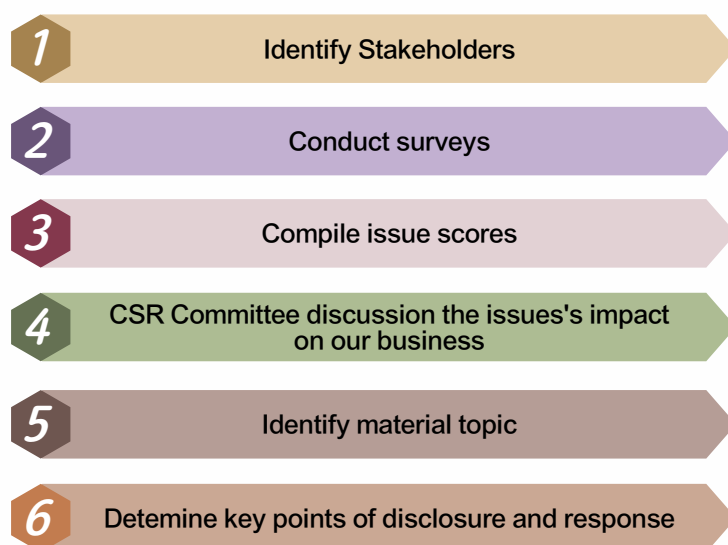 1 Identify Stakeholders
2 Conduct surveys
3 Compile issue scores
4 CSR Committee discussion the issues's impact
on our business
5 Identify material topic
6 Detemine key points of disclosure and response